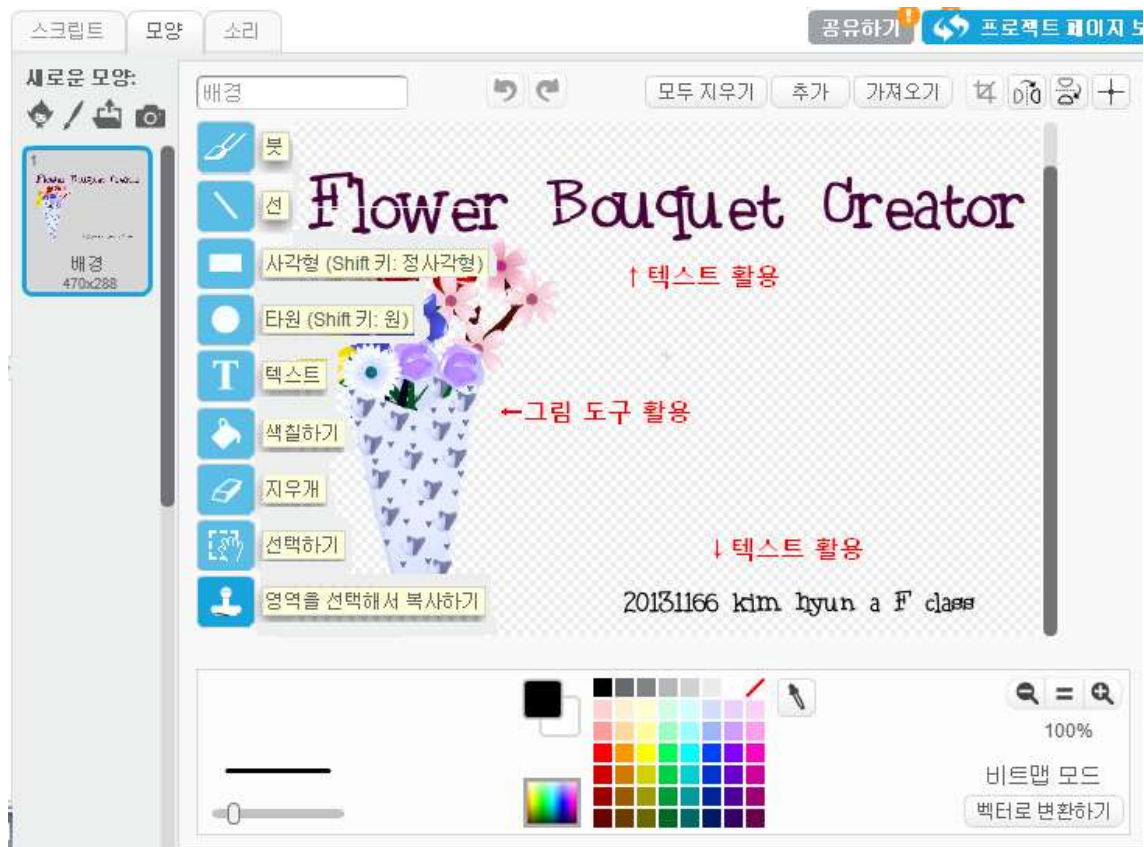 스크립트 모양 소리 공유하기 ! 프로젝트 페이지 보
새로운 모양:
배경 모두 지우기 추가 가져오기
1
Flower Bouquet Creator
배경
470x288
붓
선
사각형 (Shift 키: 정사각형)
타원 (Shift 키: 원)
T 텍스트
색칠하기
지우개
선택하기
영역을 선택해서 복사하기
Flower Bouquet Creator
↑텍스트 활용
←그림 도구 활용
↓텍스트 활용
20131166 kim hyun a F class
100%
비트맵 모드
벡터로 변환하기